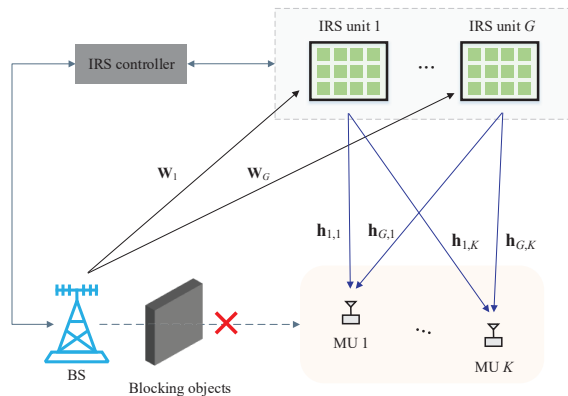 IRS unit 1
IRS unit G
IRS controller
...
W1
WG
h1,1
hG,1
h1,K
hG,K
MU 1
...
MU K
BS
Blocking objects